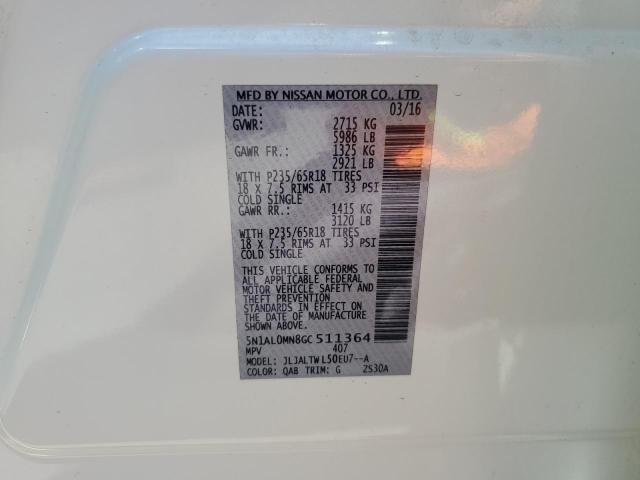 MFD BY NISSAN MOTOR CO., LTD.
DATE: 03/16
GVWR: 2715 KG
5986 LB
GAWR FR.: 1325 KG
2921 LB
WITH P235/65R18 TIRES
18 X 7.5 RIMS AT 33 PSI
COLD SINGLE
GAWR RR.: 1415 KG
3120 LB
WITH P235/65R18 TIRES
18 X 7.5 RIMS AT 33 PSI
COLD SINGLE
THIS VEHICLE CONFORMS TO
ALL APPLICABLE FEDERAL
MOTOR VEHICLE SAFETY AND
THEFT PREVENTION
STANDARDS IN EFFECT ON
THE DATE OF MANUFACTURE
SHOWN ABOVE.
5N1AL0MN8GC511364
MPV 407
MODEL: JLJALTWL50EU7--A
COLOR: QAB TRIM: G 2S30A